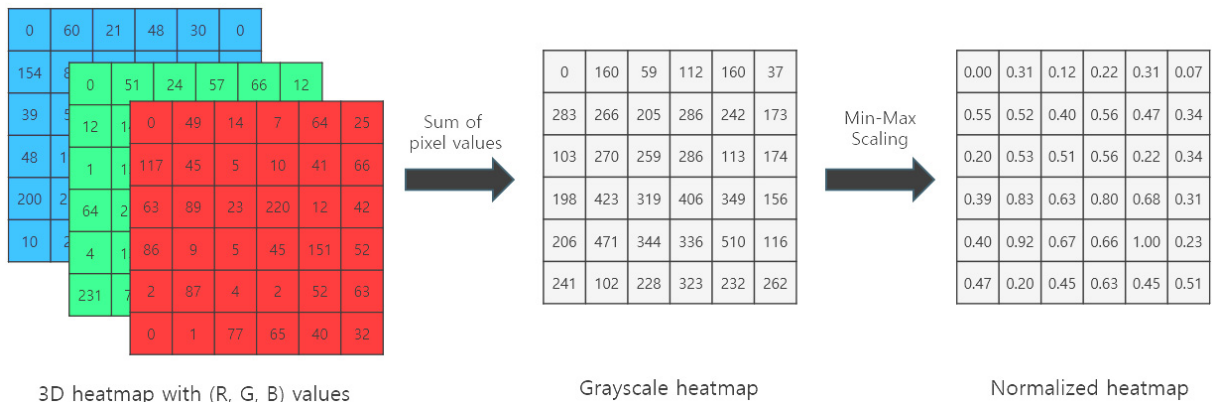 0 60 21 48 30 0
154
39
48
200
10
0 51 24 57 66 12
12
1
64
4
231
0 49 14 7 64 25
117 45 5 10 41 66
63 89 23 220 12 42
86 9 5 45 151 52
2 87 4 2 52 63
0 1 77 65 40 32
3D heatmap with (R, G, B) values
Sum of
pixel values
0 160 59 112 160 37
283 266 205 286 242 173
103 270 259 286 113 174
198 423 319 406 349 156
206 471 344 336 510 116
241 102 228 323 232 262
Grayscale heatmap
Min-Max
Scaling
0.00 0.31 0.12 0.22 0.31 0.07
0.55 0.52 0.40 0.56 0.47 0.34
0.20 0.53 0.51 0.56 0.22 0.34
0.39 0.83 0.63 0.80 0.68 0.31
0.40 0.92 0.67 0.66 1.00 0.23
0.47 0.20 0.45 0.63 0.45 0.51
Normalized heatmap